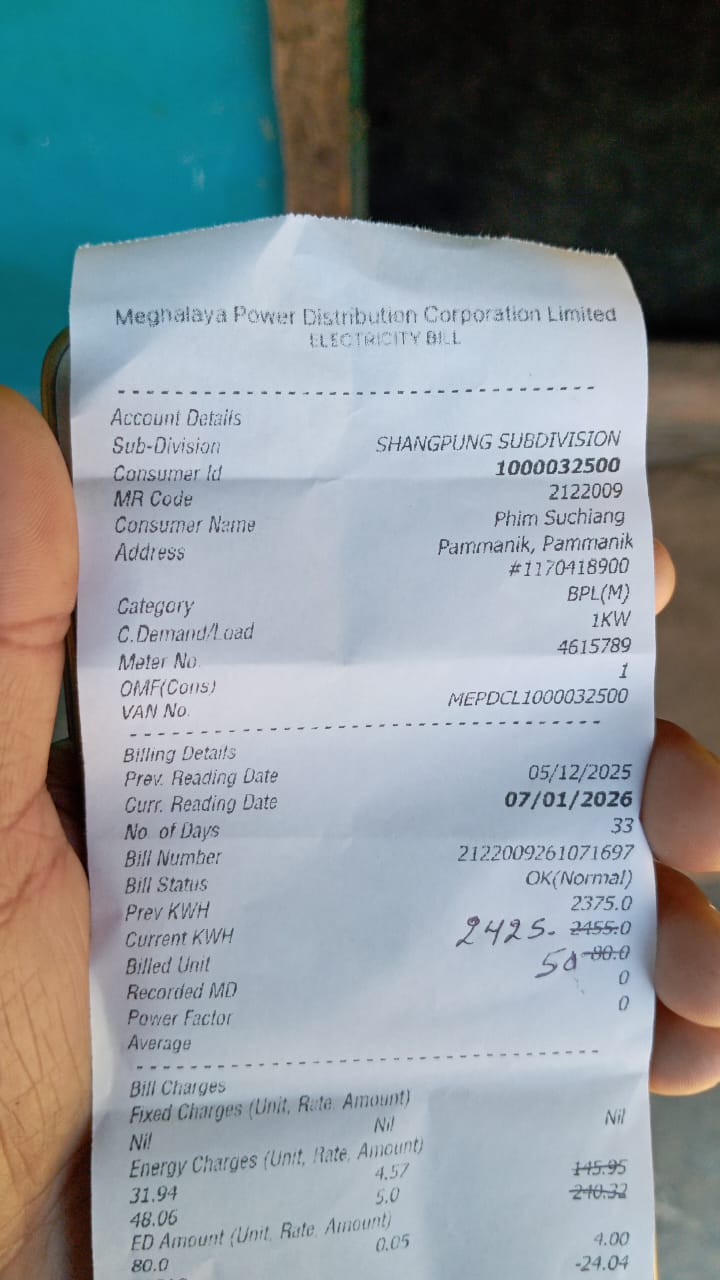 Meghalaya Power Distribution Corporation Limited
ELECTRICITY BILL
Account Details
Sub-Division SHANGPUNG SUBDIVISION
Consumer Id 1000032500
MR Code 2122009
Consumer Name Phim Suchiang
Address Pammanik, Pammanik
#1170418900
Category BPL(M)
C.Demand/Load 1KW
Meter No. 4615789
OMF(Cons) 1
VAN No. MEPDCL1000032500
Billing Details
Prev. Reading Date 05/12/2025
Curr. Reading Date 07/01/2026
No. of Days 33
Bill Number 2122009261071697
Bill Status OK(Normal)
Prev KWH 2375.0
Current KWH 2425. 2455.0
Billed Unit 50 80.0
Recorded MD 0
Power Factor 0
Average
Bill Charges
Fixed Charges (Unit, Rate, Amount)
Nil Nil Nil
Energy Charges (Unit, Rate, Amount)
31.94 4.57 145.95
48.06 5.0 240.32
ED Amount (Unit, Rate, Amount)
80.0 0.05 4.00
-24.04